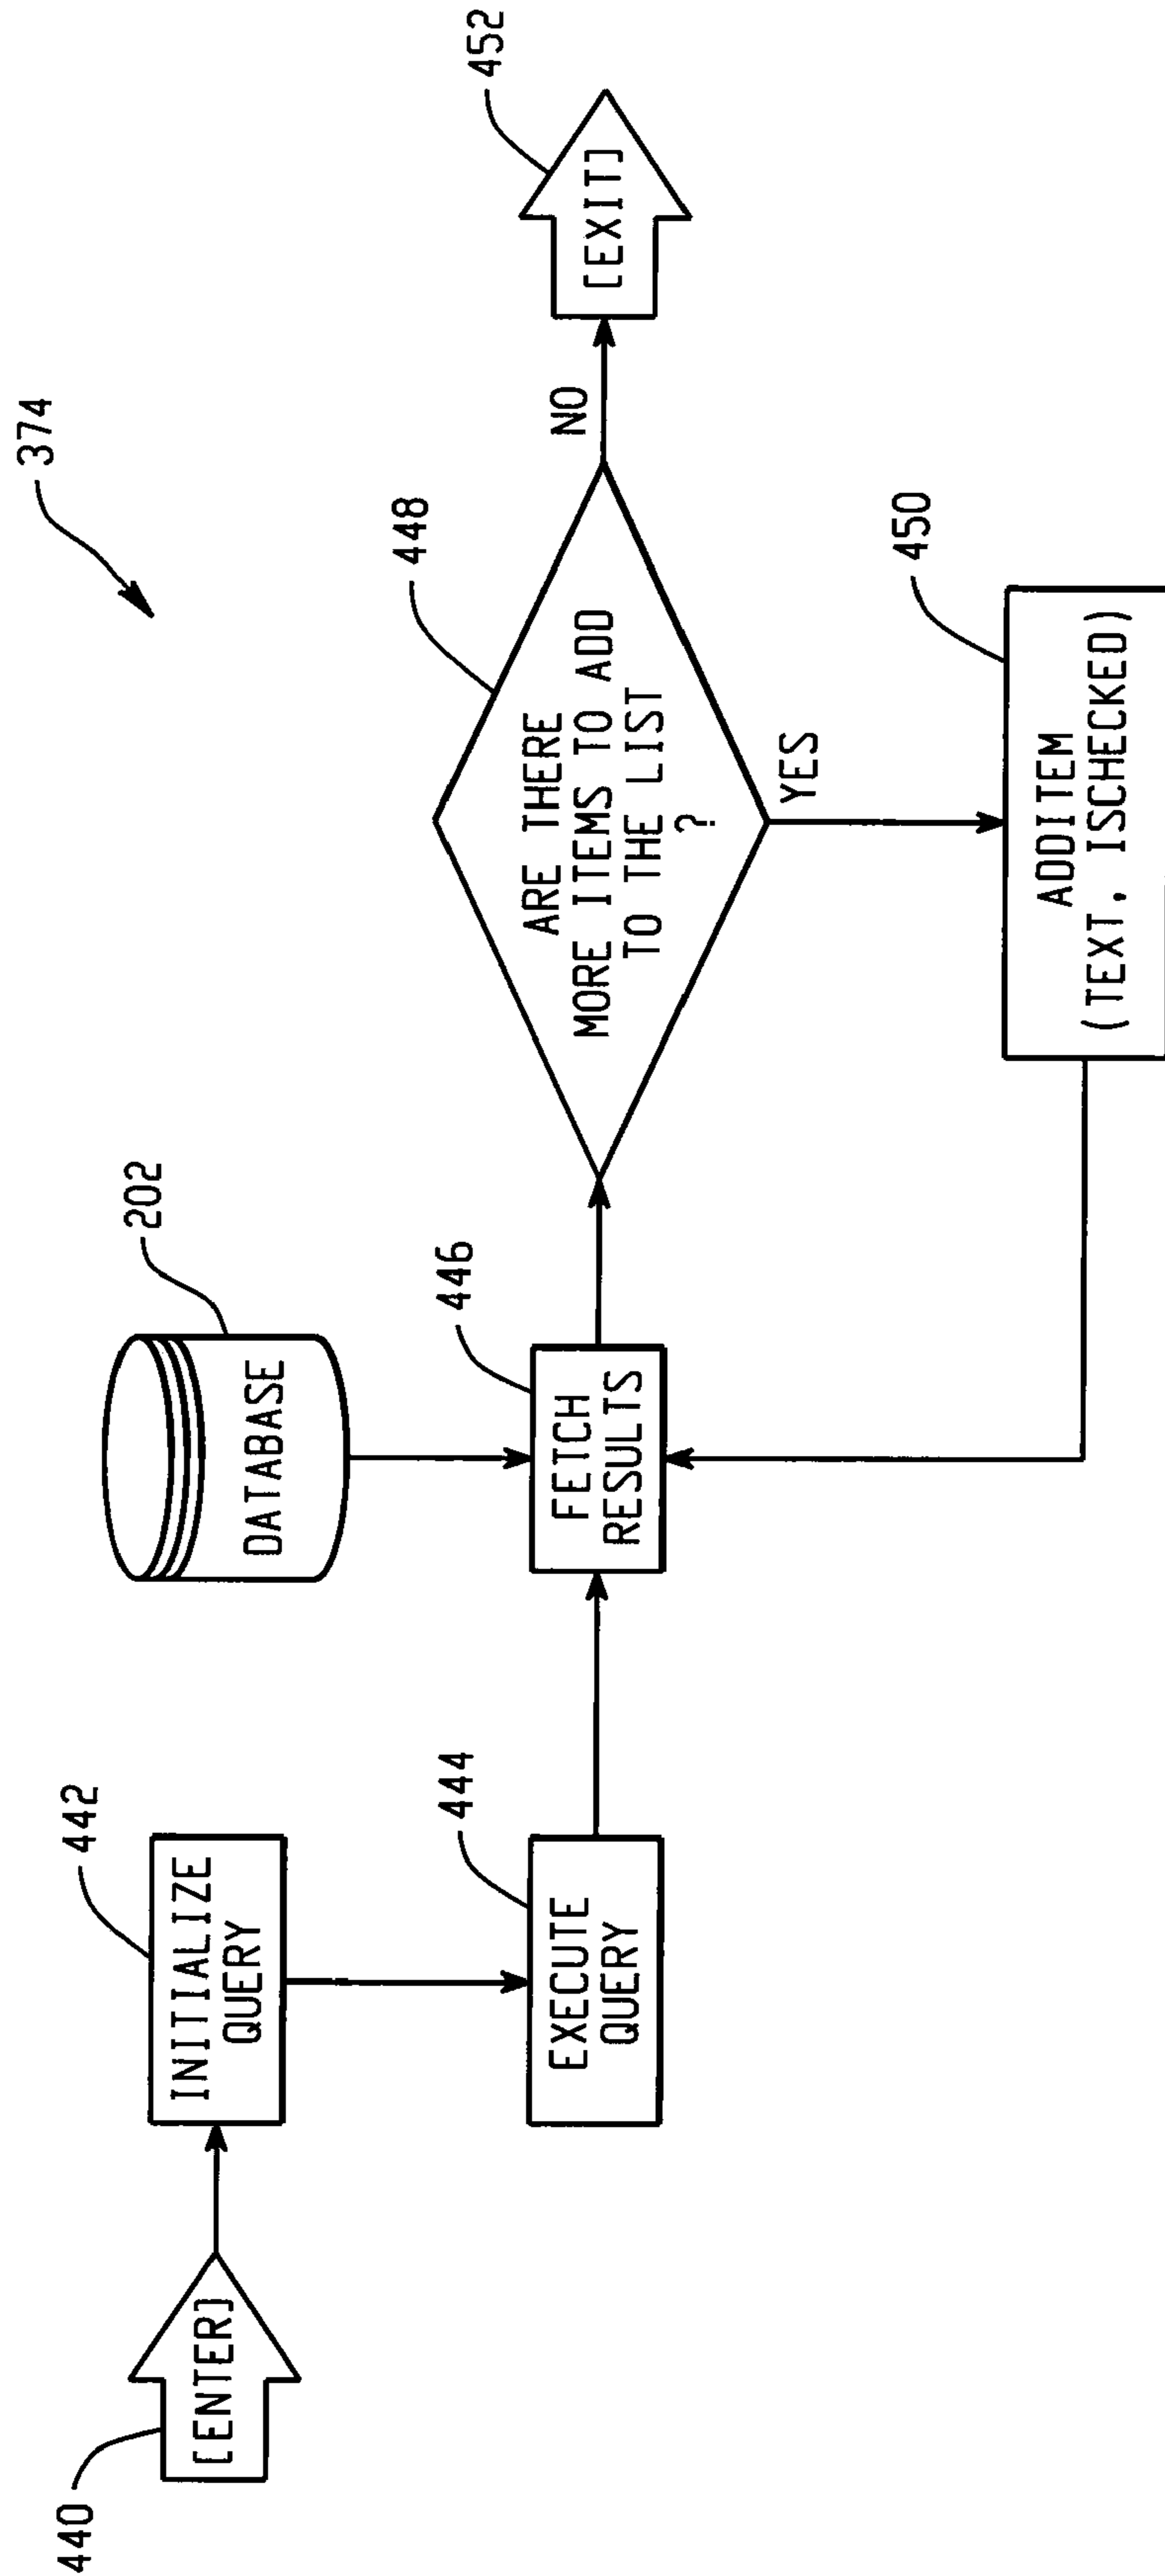 374
440
[ENTER]
442
INITIALIZE
QUERY
444
EXECUTE
QUERY
202
DATABASE
446
FETCH
RESULTS
448
ARE THERE
MORE ITEMS TO ADD
TO THE LIST
?
NO
452
[EXIT]
YES
450
ADDITEM
(TEXT, ISCHECKED)